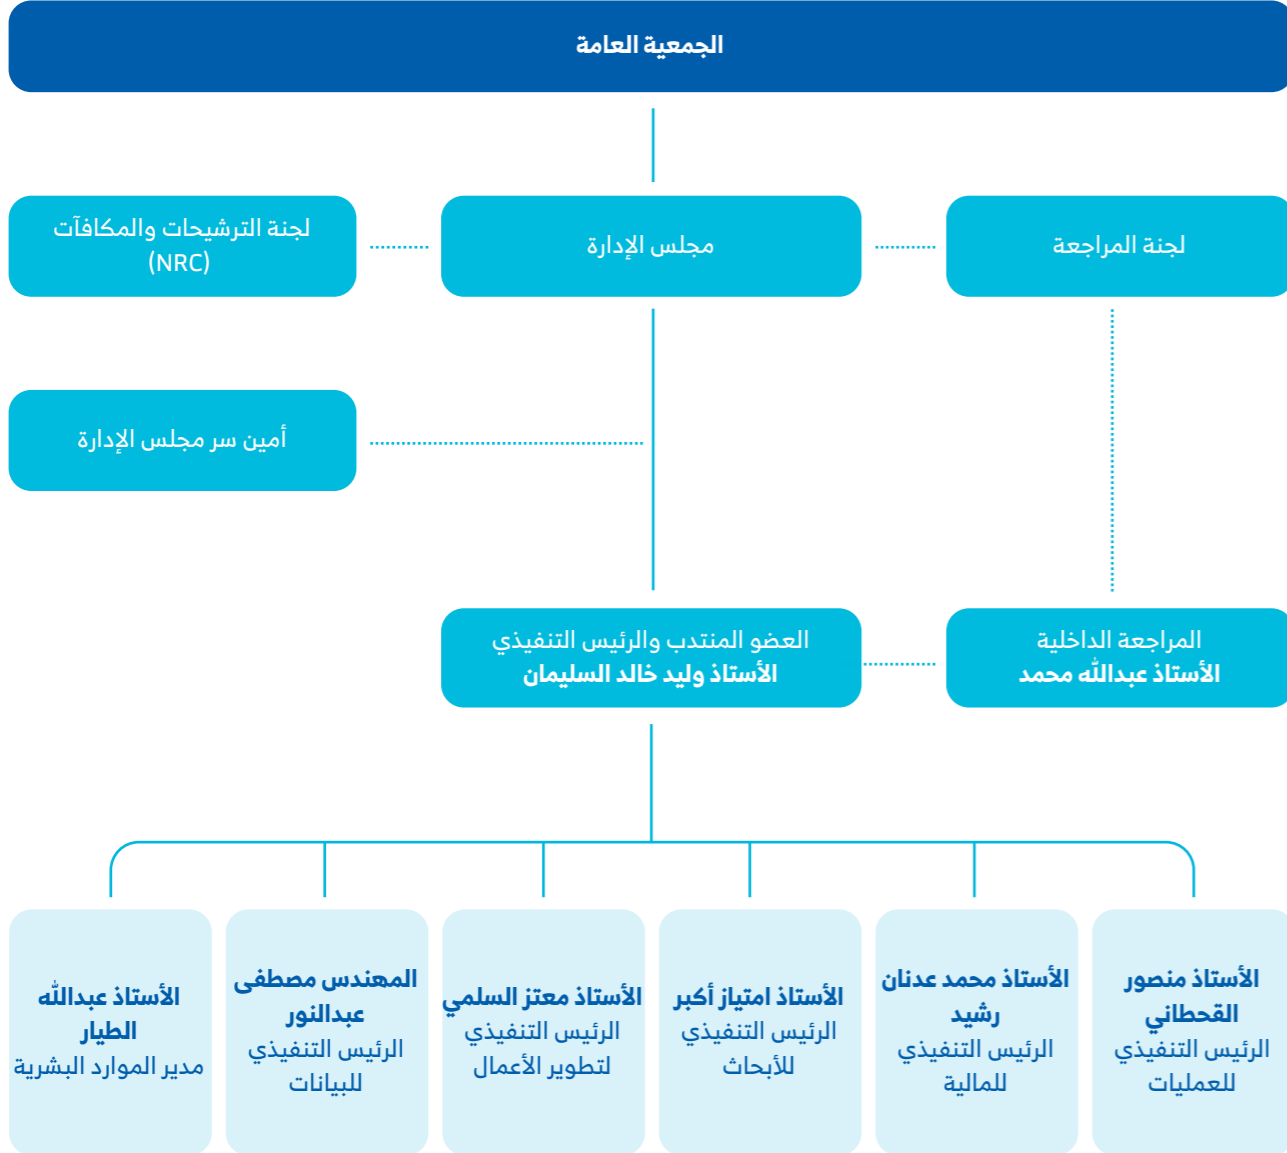 الجمعية العامة
لجنة المراجعة
مجلس الإدارة
لجنة الترشيحات والمكافآت
(NRC)
أمين سر مجلس الإدارة
المراجعة الداخلية
الأستاذ عبدالله محمد
العضو المنتدب والرئيس التنفيذي
الأستاذ وليد خالد السليمان
الأستاذ منصور
القحطاني
الرئيس التنفيذي
للعمليات
الأستاذ محمد عدنان
رشيد
الرئيس التنفيذي
للمالية
الأستاذ امتياز أكبر
الرئيس التنفيذي
للأبحاث
الأستاذ معتز السلمي
الرئيس التنفيذي
لتطوير الأعمال
المهندس مصطفى
عبدالنور
الرئيس التنفيذي
للبيانات
الأستاذ عبدالله
الطيار
مدير الموارد البشرية